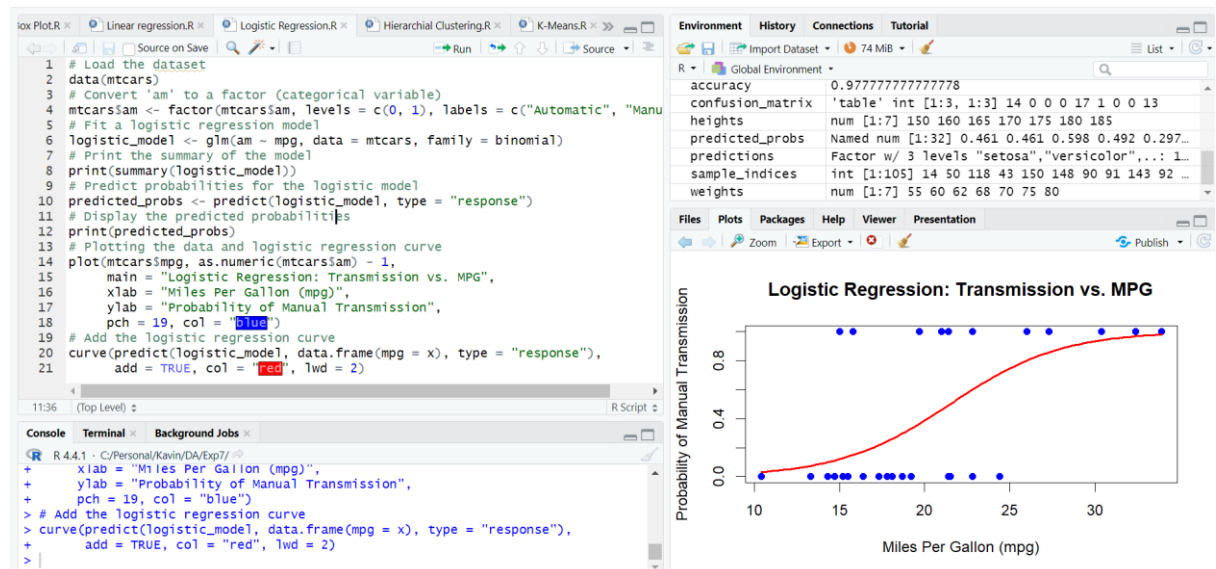 ox Plot.R × Linear regression.R × Logistic Regression.R × Hierarchial Clustering.R × K-Means.R ×
Source on Save Run Source
1 # Load the dataset
2 data(mtcars)
3 # Convert 'am' to a factor (categorical variable)
4 mtcars$am <- factor(mtcars$am, levels = c(0, 1), labels = c("Automatic", "Manu
5 # Fit a logistic regression model
6 logistic_model <- glm(am ~ mpg, data = mtcars, family = binomial)
7 # Print the summary of the model
8 print(summary(logistic_model))
9 # Predict probabilities for the logistic model
10 predicted_probs <- predict(logistic_model, type = "response")
11 # Display the predicted probabilities
12 print(predicted_probs)
13 # Plotting the data and logistic regression curve
14 plot(mtcars$mpg, as.numeric(mtcars$am) - 1,
15 main = "Logistic Regression: Transmission vs. MPG",
16 xlab = "Miles Per Gallon (mpg)",
17 ylab = "Probability of Manual Transmission",
18 pch = 19, col = "blue")
19 # Add the logistic regression curve
20 curve(predict(logistic_model, data.frame(mpg = x), type = "response"),
21 add = TRUE, col = "red", lwd = 2)
11:36 (Top Level) R Script
Console Terminal × Background Jobs ×
R 4.4.1 · C:/Personal/Kavin/DA/Exp7/
+ xlab = "Miles Per Gallon (mpg)",
+ ylab = "Probability of Manual Transmission",
+ pch = 19, col = "blue")
> # Add the logistic regression curve
> curve(predict(logistic_model, data.frame(mpg = x), type = "response"),
+ add = TRUE, col = "red", lwd = 2)
>
Environment History Connections Tutorial
Import Dataset 74 MiB List
R Global Environment
accuracy 0.977777777777778
confusion_matrix 'table' int [1:3, 1:3] 14 0 0 0 17 1 0 0 13
heights num [1:7] 150 160 165 170 175 180 185
predicted_probs Named num [1:32] 0.461 0.461 0.598 0.492 0.297...
predictions Factor w/ 3 levels "setosa","versicolor",..: 1...
sample_indices int [1:105] 14 50 118 43 150 148 90 91 143 92 …
weights num [1:7] 55 60 62 68 70 75 80
Files Plots Packages Help Viewer Presentation
Zoom Export Publish
Logistic Regression: Transmission vs. MPG
Probability of Manual Transmission
0.8
0.4
0.0
10 15 20 25 30
Miles Per Gallon (mpg)